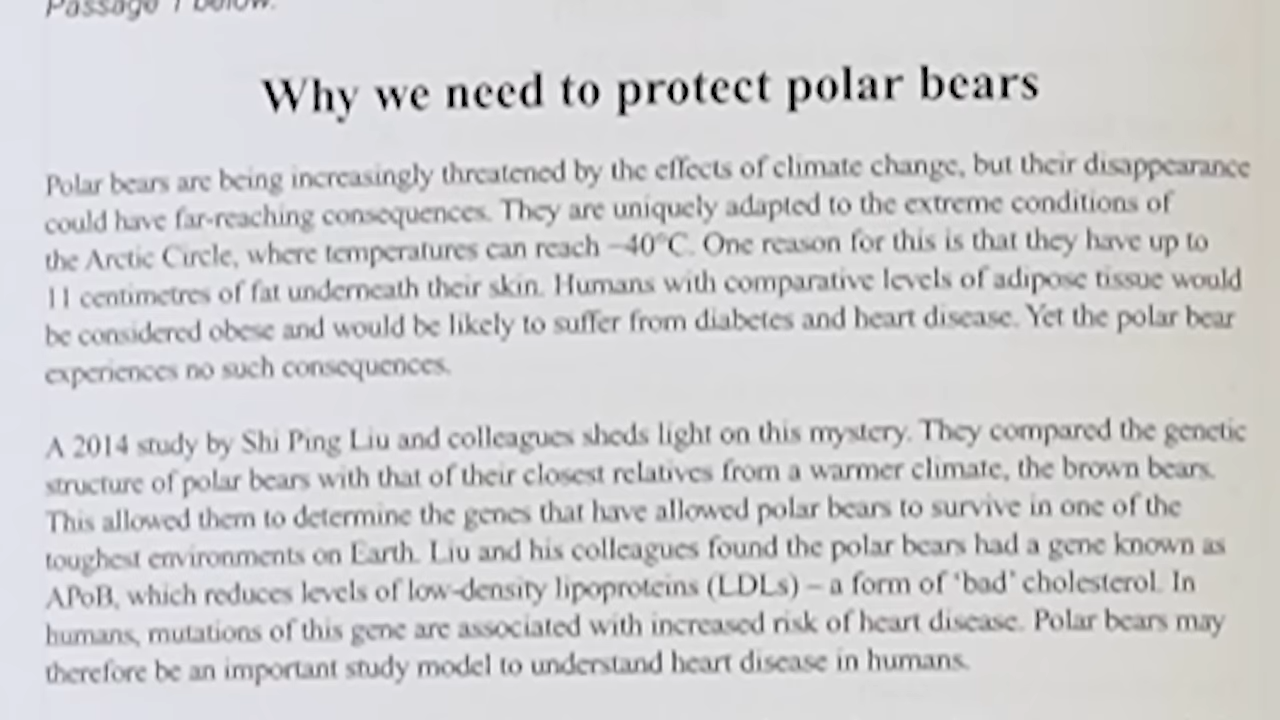 Passage 1 below.
Why we need to protect polar bears
Polar bears are being increasingly threatened by the effects of climate change, but their disappearance
could have far-reaching consequences. They are uniquely adapted to the extreme conditions of
the Arctic Circle, where temperatures can reach –40°C. One reason for this is that they have up to
11 centimetres of fat underneath their skin. Humans with comparative levels of adipose tissue would
be considered obese and would be likely to suffer from diabetes and heart disease. Yet the polar bear
experiences no such consequences.
A 2014 study by Shi Ping Liu and colleagues sheds light on this mystery. They compared the genetic
structure of polar bears with that of their closest relatives from a warmer climate, the brown bears.
This allowed them to determine the genes that have allowed polar bears to survive in one of the
toughest environments on Earth. Liu and his colleagues found the polar bears had a gene known as
APoB, which reduces levels of low-density lipoproteins (LDLs) – a form of ‘bad’ cholesterol. In
humans, mutations of this gene are associated with increased risk of heart disease. Polar bears may
therefore be an important study model to understand heart disease in humans.